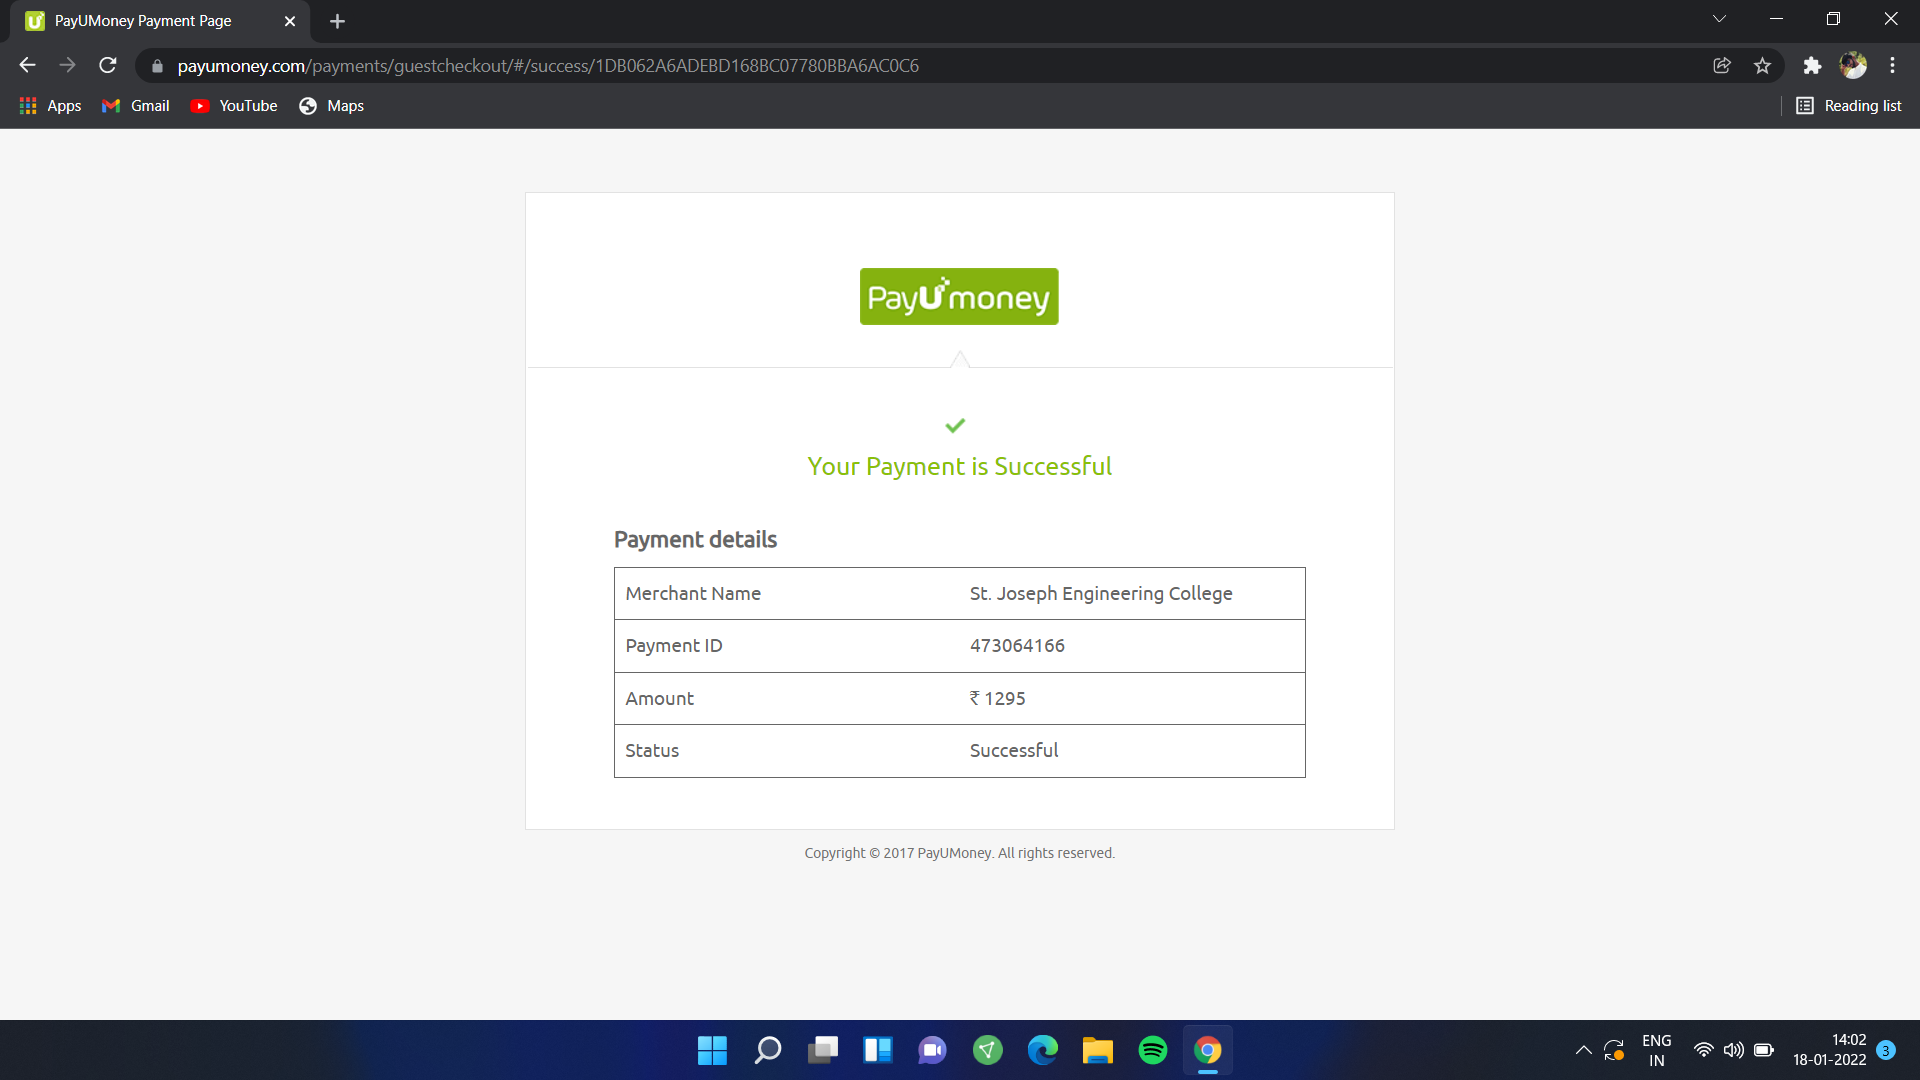 PayUMoney Payment Page
payumoney.com/payments/guestcheckout/#/success/1DB062A6ADEBD168BC07780BBA6AC0C6
Apps Gmail YouTube Maps Reading list
PayUmoney
Your Payment is Successful
Payment details
Merchant Name St. Joseph Engineering College
Payment ID 473064166
Amount ₹ 1295
Status Successful
Copyright © 2017 PayUMoney. All rights reserved.
ENG 14:02
IN 18-01-2022 3